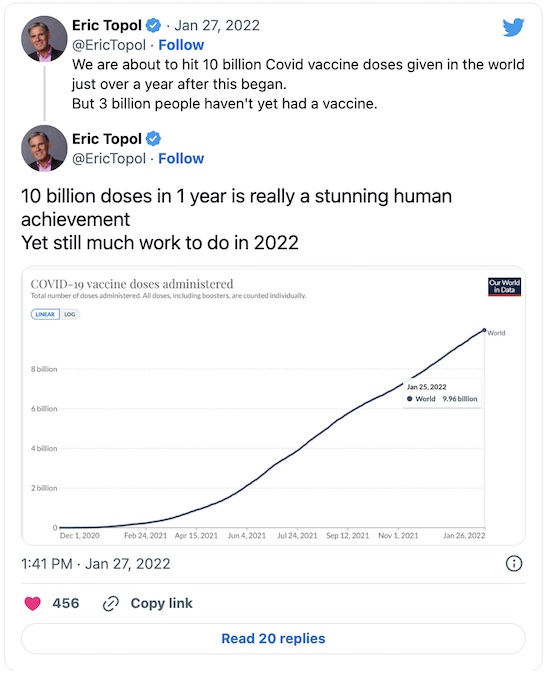 Eric Topol · Jan 27, 2022
@EricTopol · Follow
We are about to hit 10 billion Covid vaccine doses given in the world
just over a year after this began.
But 3 billion people haven't yet had a vaccine.
Eric Topol
@EricTopol · Follow
10 billion doses in 1 year is really a stunning human
achievement
Yet still much work to do in 2022
COVID-19 vaccine doses administered
Total number of doses administered. All doses, including boosters, are counted individually.
Our World
in Data
LINEAR LOG
World
8 billion
Jan 25, 2022
World 9.96 billion
6 billion
4 billion
2 billion
0
Dec 1, 2020 Feb 24, 2021 Apr 15, 2021 Jun 4, 2021 Jul 24, 2021 Sep 12, 2021 Nov 1, 2021 Jan 26, 2022
1:41 PM · Jan 27, 2022
456 Copy link
Read 20 replies